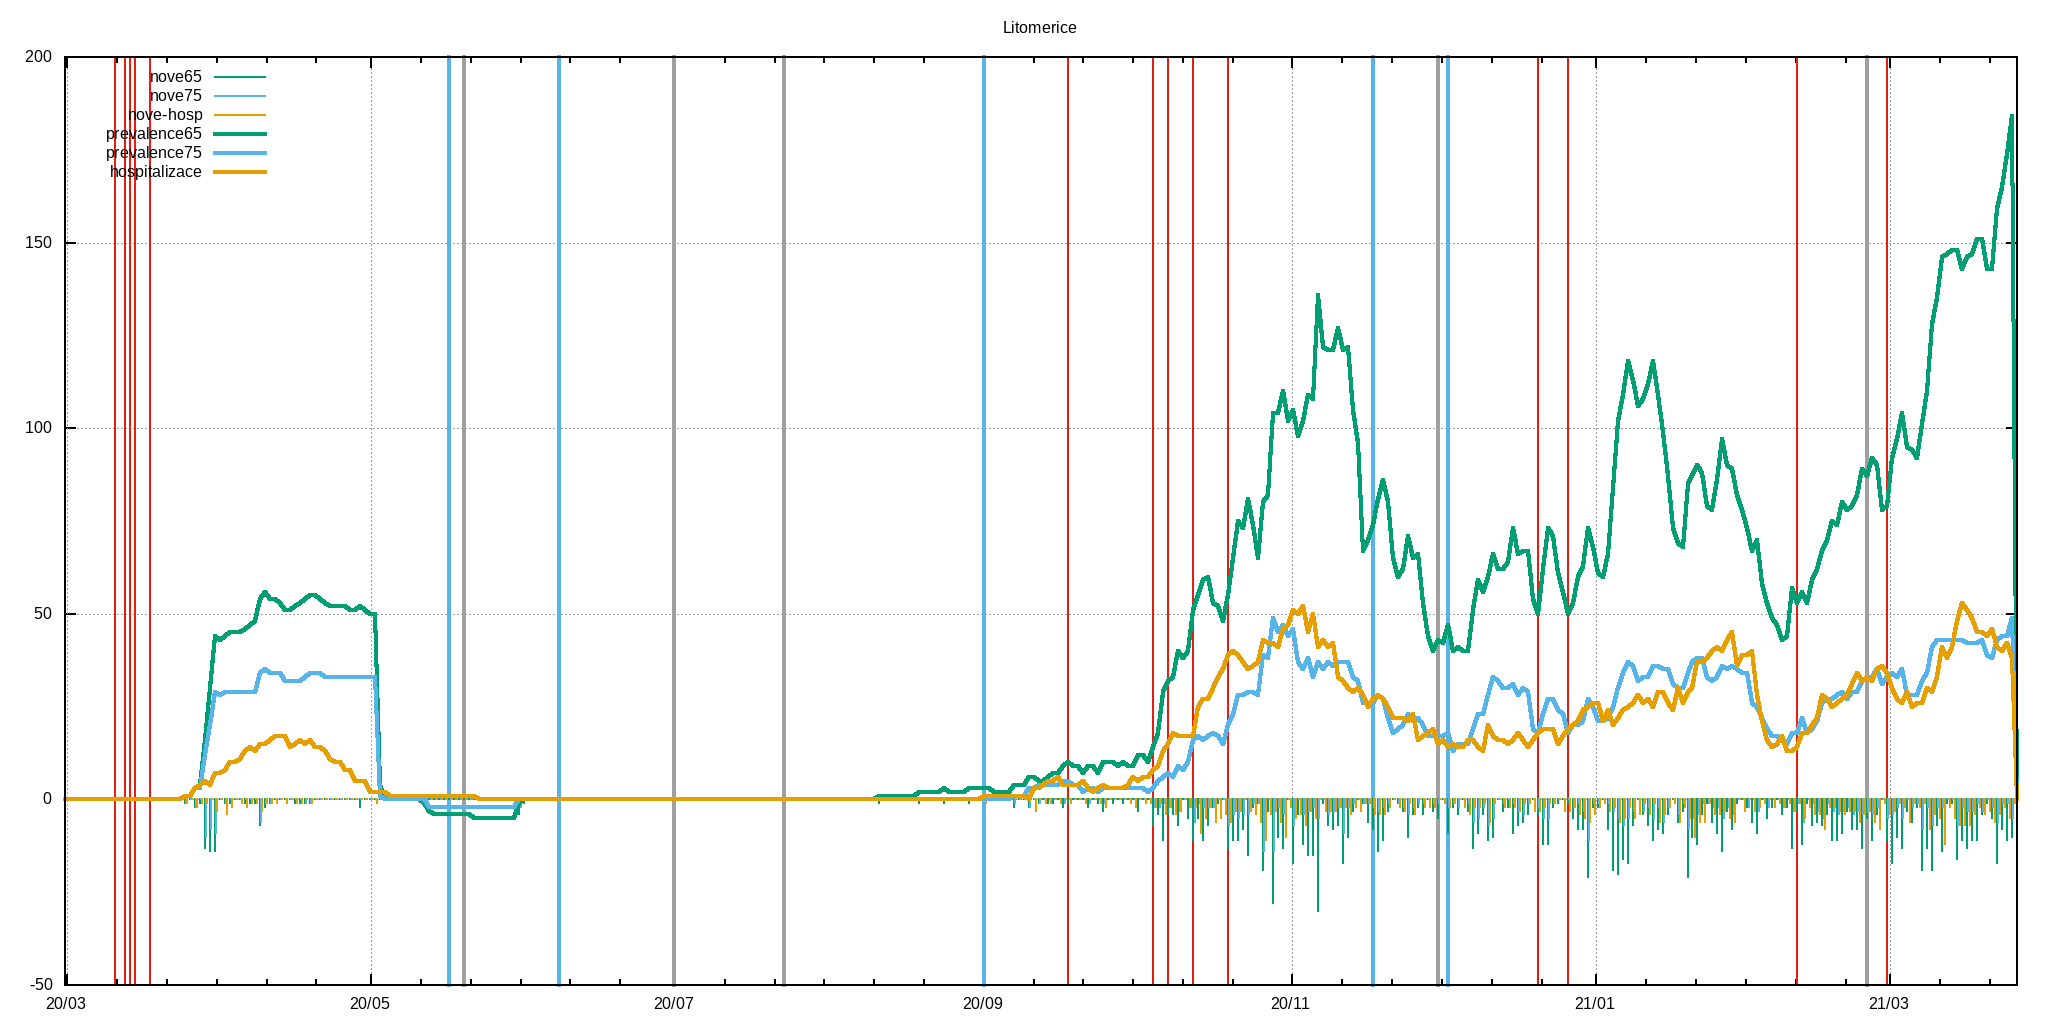 Litomerice
200
nove65
nove75
nove-hosp
prevalence65
prevalence75
hospitalizace
150
100
50
0
-50
20/03 20/05 20/07 20/09 20/11 21/01 21/03